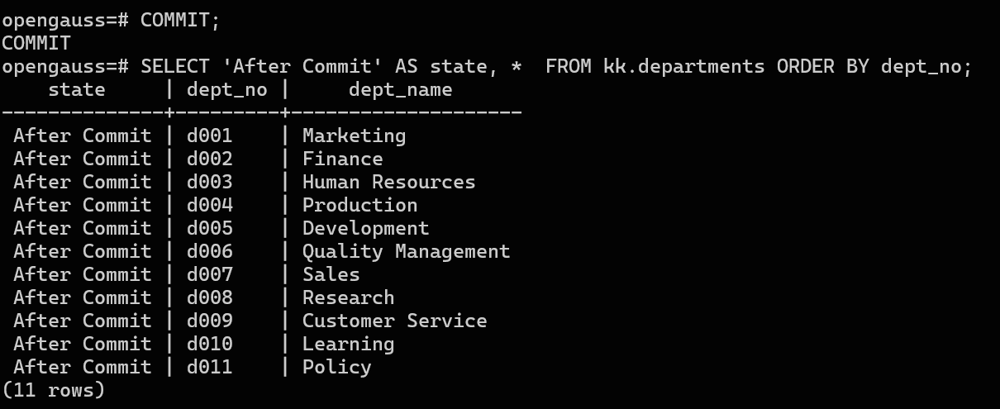 opengauss=# COMMIT;
COMMIT
opengauss=# SELECT 'After Commit' AS state, *  FROM kk.departments ORDER BY dept_no;
    state     | dept_no |     dept_name
--------------+---------+--------------------
 After Commit | d001    | Marketing
 After Commit | d002    | Finance
 After Commit | d003    | Human Resources
 After Commit | d004    | Production
 After Commit | d005    | Development
 After Commit | d006    | Quality Management
 After Commit | d007    | Sales
 After Commit | d008    | Research
 After Commit | d009    | Customer Service
 After Commit | d010    | Learning
 After Commit | d011    | Policy
(11 rows)